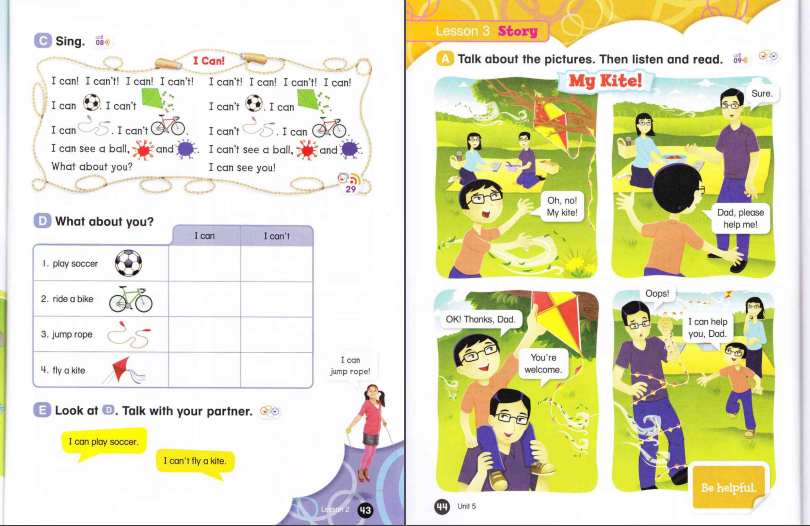 C Sing.
08
I Can!
I can! I can't! I can! I can't!
I can . I can't .
I can . I can't .
I can see a ball, and .
What about you?
I can't! I can! I can't! I can!
I can't . I can .
I can't . I can .
I can't see a ball, and .
I can see you!
29
D What about you?
I can I can't
1. play soccer
2. ride a bike
3. jump rope
4. fly a kite
I can
jump rope!
E Look at D. Talk with your partner.
I can play soccer.
I can't fly a kite.
Lesson 2 43
Lesson 3 Story
A Talk about the pictures. Then listen and read.
09
My Kite!
Oh, no!
My kite!
Sure.
Dad, please
help me!
OK! Thanks, Dad.
You're
welcome.
Oops!
I can help
you, Dad.
Be helpful.
44 Unit 5